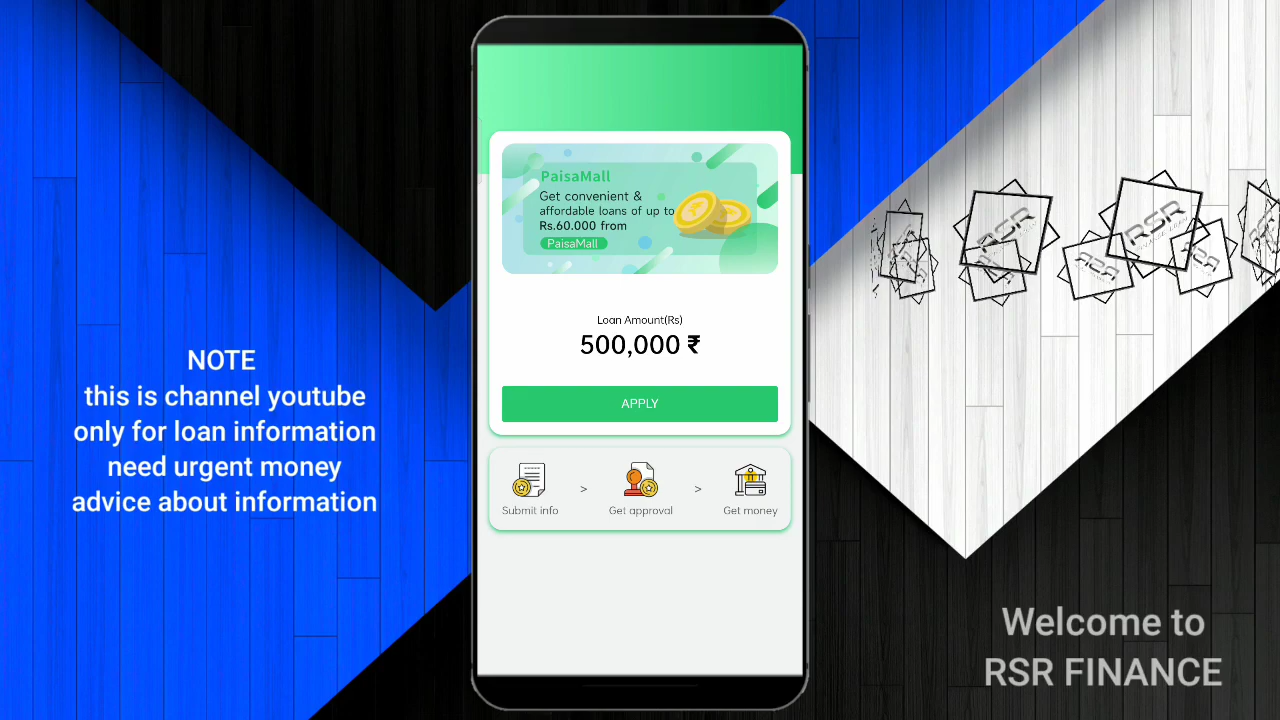 NOTE
this is channel youtube
only for loan information
need urgent money
advice about information
PaisaMall
Get convenient &
affordable loans of up to
Rs.60.000 from
PaisaMall
Loan Amount(Rs)
500,000 ₹
APPLY
Submit info
>
Get approval
>
Get money
RSR
RSR
Welcome to
RSR FINANCE